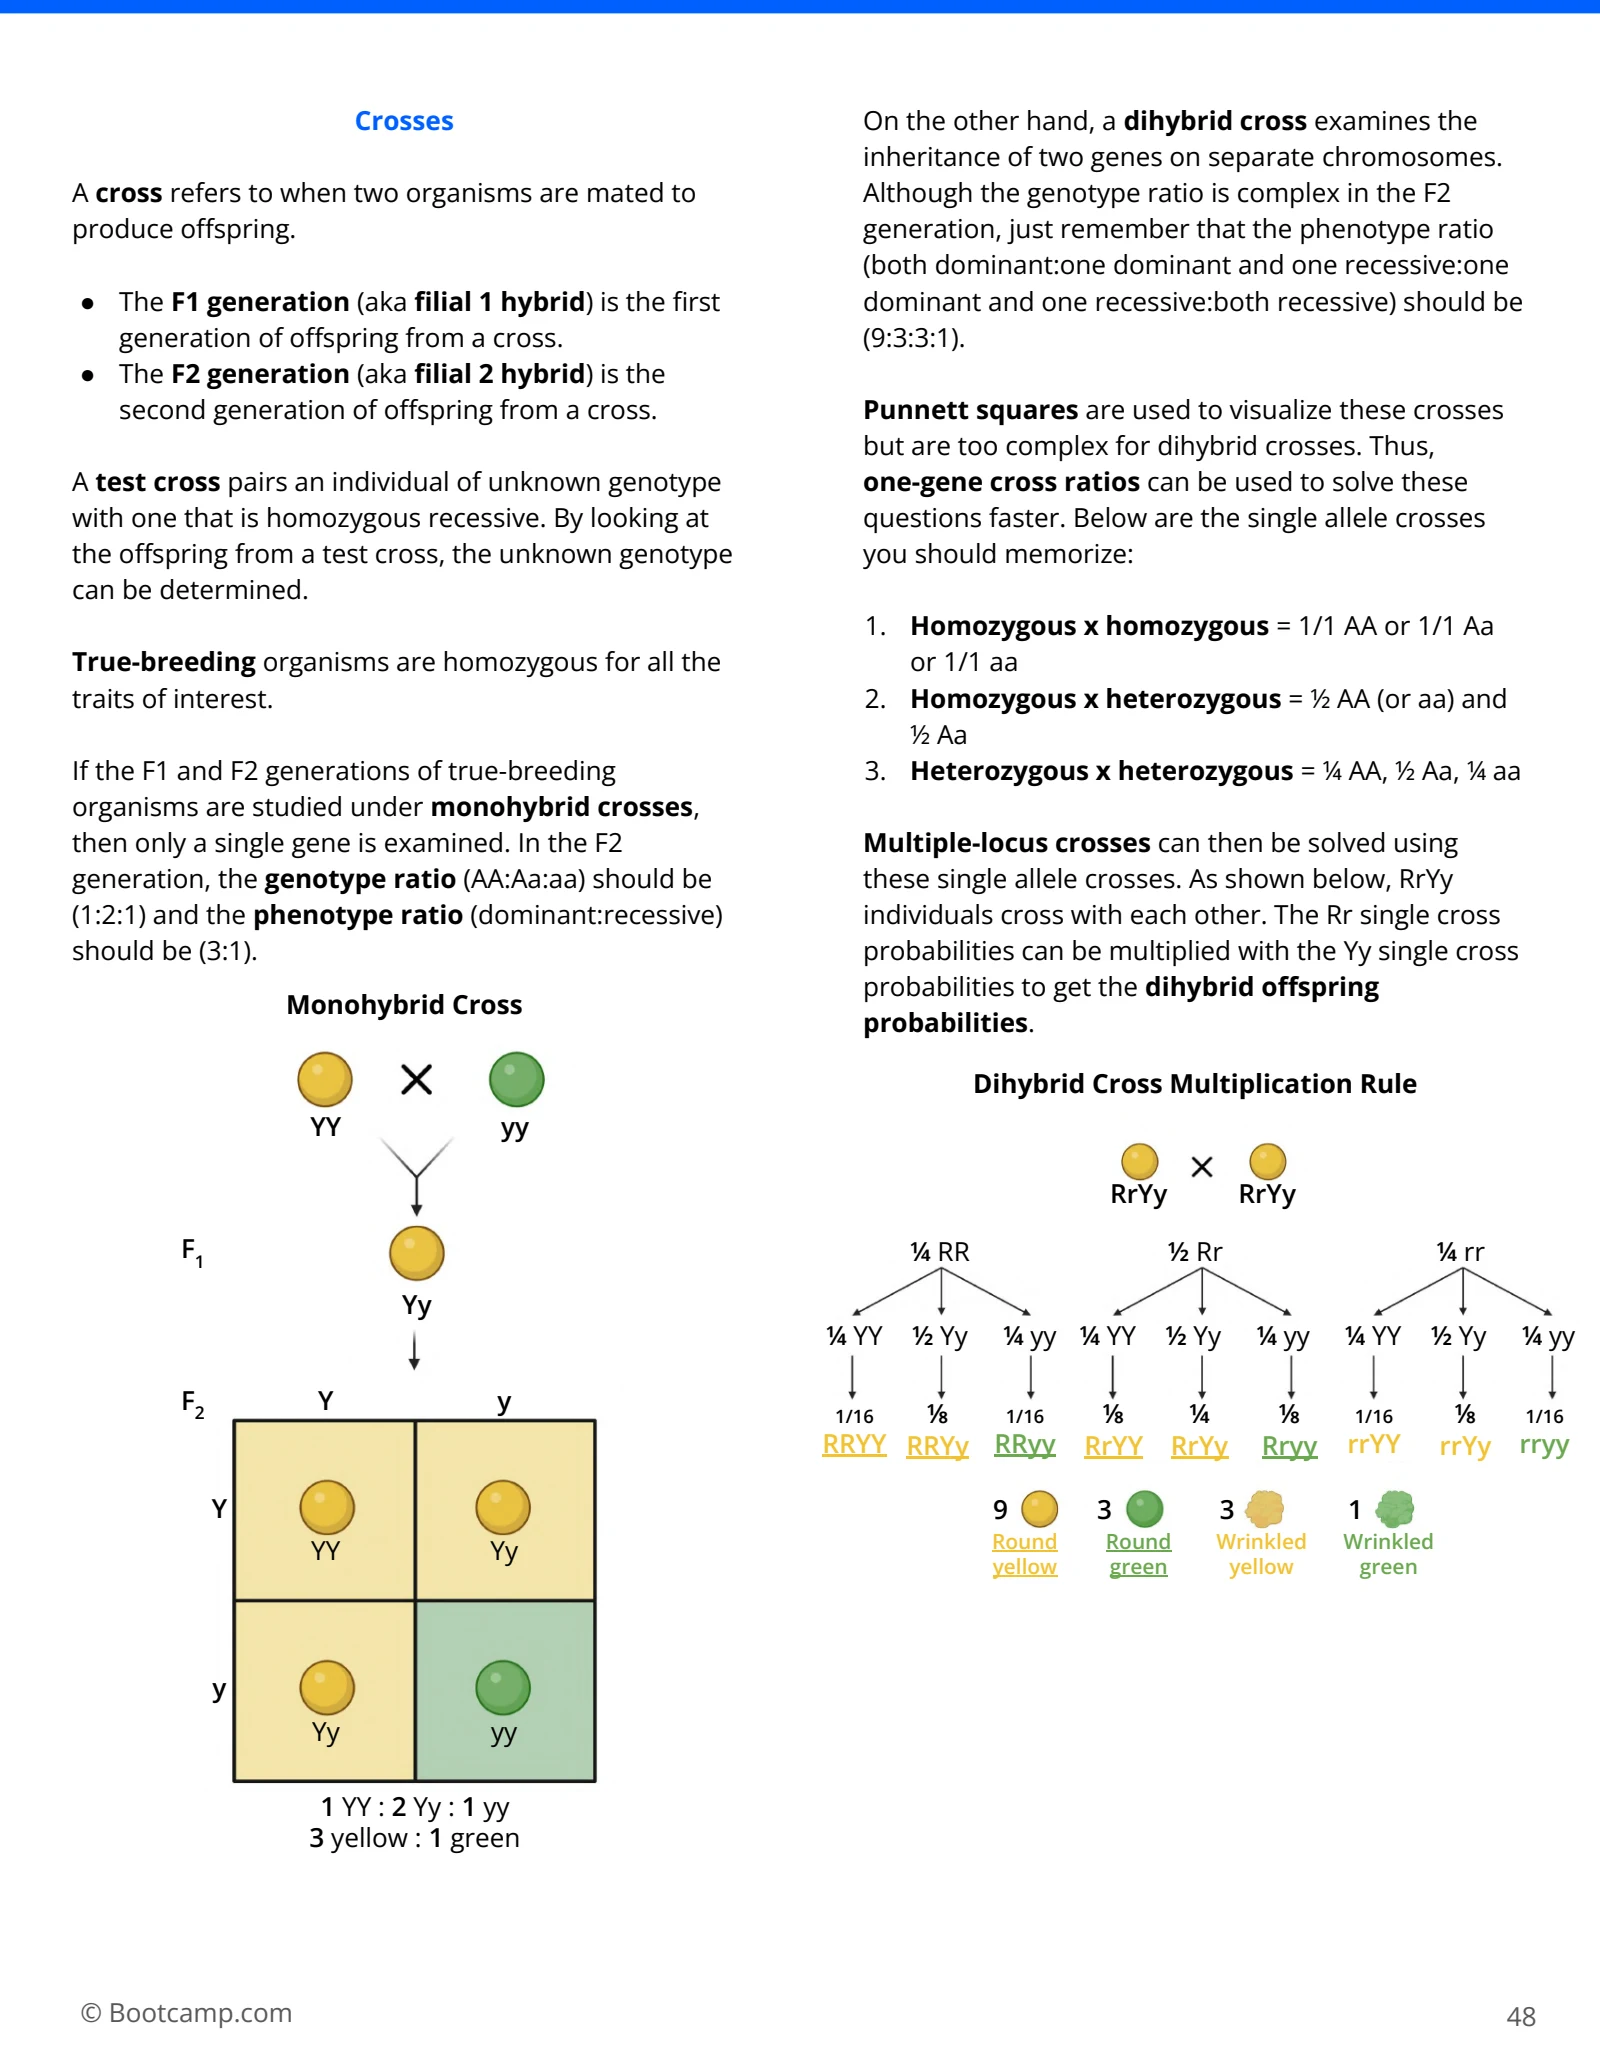 Crosses
A cross refers to when two organisms are mated to
produce offspring.
● The F1 generation (aka filial 1 hybrid) is the first
generation of offspring from a cross.
● The F2 generation (aka filial 2 hybrid) is the
second generation of offspring from a cross.
A test cross pairs an individual of unknown genotype
with one that is homozygous recessive. By looking at
the offspring from a test cross, the unknown genotype
can be determined.
True-breeding organisms are homozygous for all the
traits of interest.
If the F1 and F2 generations of true-breeding
organisms are studied under monohybrid crosses,
then only a single gene is examined. In the F2
generation, the genotype ratio (AA:Aa:aa) should be
(1:2:1) and the phenotype ratio (dominant:recessive)
should be (3:1).
Monohybrid Cross
YY yy
F1
Yy
F2 Y y
Y
YY Yy
y
Yy yy
1 YY : 2 Yy : 1 yy
3 yellow : 1 green
On the other hand, a dihybrid cross examines the
inheritance of two genes on separate chromosomes.
Although the genotype ratio is complex in the F2
generation, just remember that the phenotype ratio
(both dominant:one dominant and one recessive:one
dominant and one recessive:both recessive) should be
(9:3:3:1).
Punnett squares are used to visualize these crosses
but are too complex for dihybrid crosses. Thus,
one-gene cross ratios can be used to solve these
questions faster. Below are the single allele crosses
you should memorize:
1. Homozygous x homozygous = 1/1 AA or 1/1 Aa
or 1/1 aa
2. Homozygous x heterozygous = ½ AA (or aa) and
½ Aa
3. Heterozygous x heterozygous = ¼ AA, ½ Aa, ¼ aa
Multiple-locus crosses can then be solved using
these single allele crosses. As shown below, RrYy
individuals cross with each other. The Rr single cross
probabilities can be multiplied with the Yy single cross
probabilities to get the dihybrid offspring
probabilities.
Dihybrid Cross Multiplication Rule
RrYy RrYy
¼ RR ½ Rr ¼ rr
¼ YY ½ Yy ¼ yy ¼ YY ½ Yy ¼ yy ¼ YY ½ Yy ¼ yy
1/16 ⅛ 1/16 ⅛ ¼ ⅛ 1/16 ⅛ 1/16
RRYY RRYy RRyy RrYY RrYy Rryy rrYY rrYy rryy
9 3 3 1
Round Round Wrinkled Wrinkled
yellow green yellow green
© Bootcamp.com
48